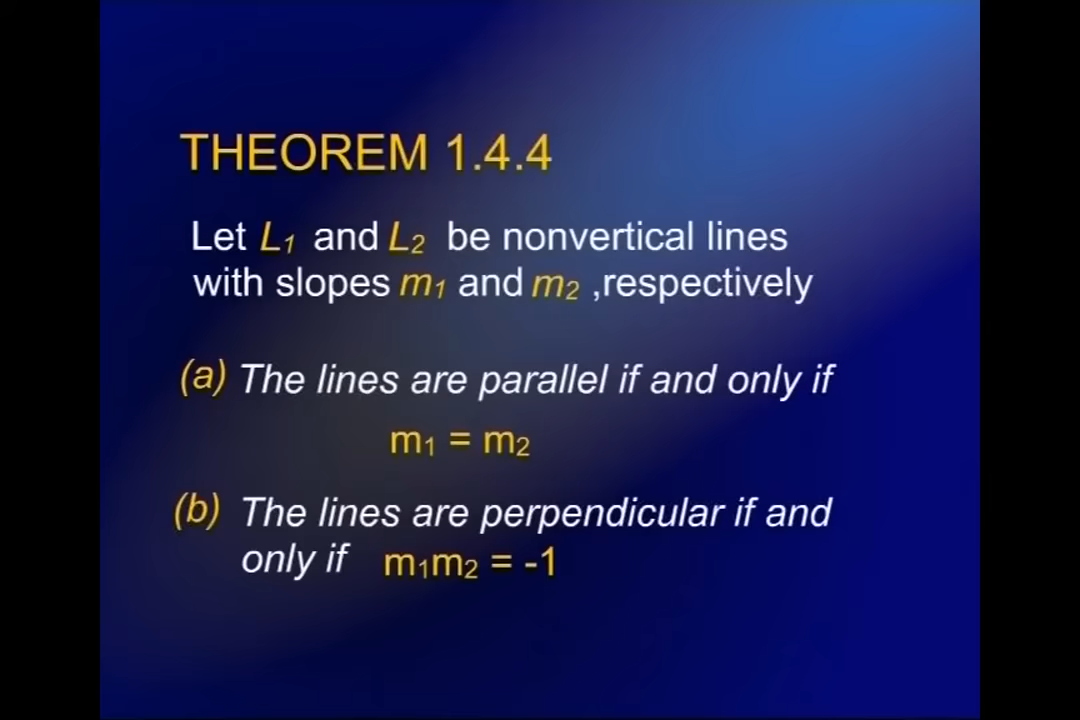 THEOREM 1.4.4
Let L₁ and L₂ be nonvertical lines
with slopes m₁ and m₂ ,respectively
(a) The lines are parallel if and only if
m₁ = m₂
(b) The lines are perpendicular if and
only if m₁m₂ = -1